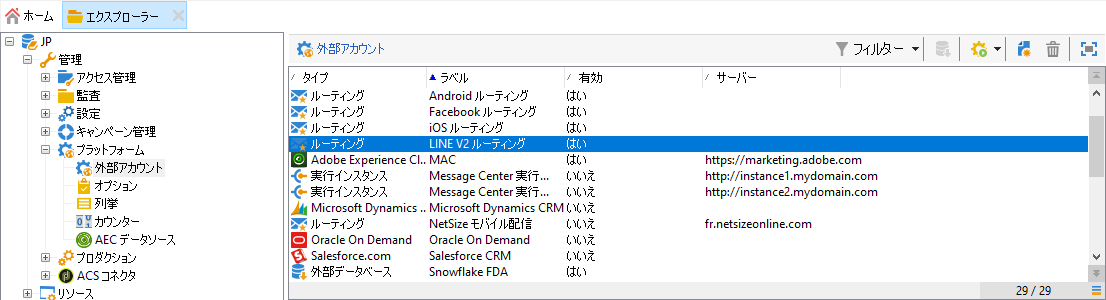 ホーム エクスプローラー
JP
管理
アクセス管理
監査
設定
キャンペーン管理
プラットフォーム
外部アカウント
オプション
列挙
カウンター
AEC データソース
プロダクション
ACS コネクタ
リソース
外部アカウント フィルター
タイプ ラベル 有効 サーバー
ルーティング Android ルーティング はい
ルーティング Facebook ルーティング はい
ルーティング iOS ルーティング はい
ルーティング LINE V2 ルーティング はい
Adobe Experience Cl... MAC はい https://marketing.adobe.com
実行インスタンス Message Center 実行... いいえ http://instance1.mydomain.com
実行インスタンス Message Center 実行... いいえ http://instance2.mydomain.com
Microsoft Dynamics ... Microsoft Dynamics CRM いいえ
ルーティング NetSize モバイル配信 いいえ fr.netsizeonline.com
Oracle On Demand Oracle On Demand いいえ
Salesforce.com Salesforce CRM いいえ
外部データベース Snowflake FDA はい
29 / 29